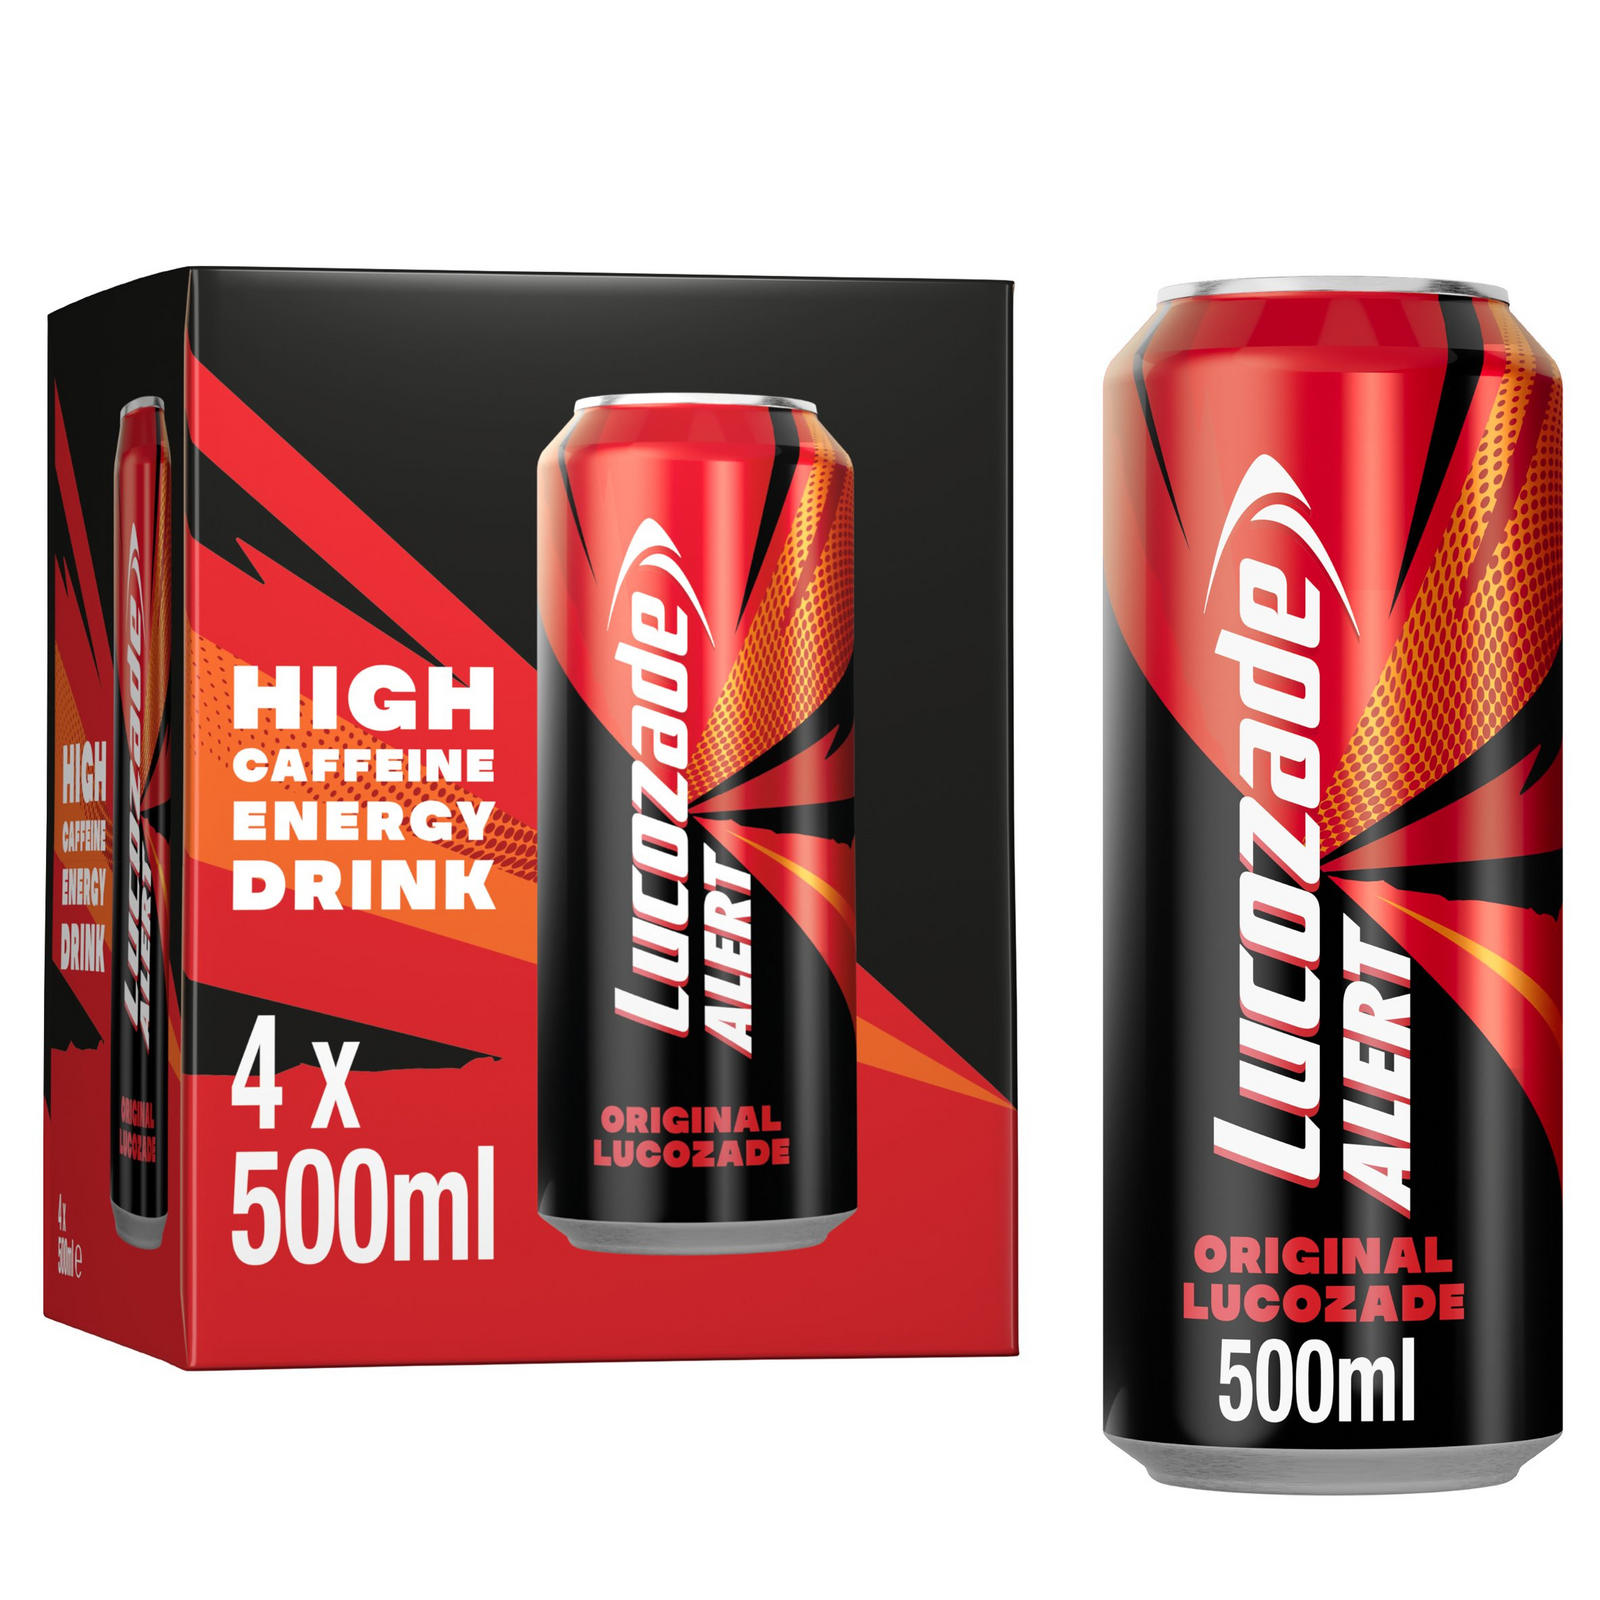 HIGH
CAFFEINE
ENERGY
DRINK
4 x
500ml e
Lucozade
ALERT
ORIGINAL
LUCOZADE
HIGH
CAFFEINE
ENERGY
DRINK
4 x
500ml
Lucozade
ALERT
ORIGINAL
LUCOZADE
Lucozade
ALERT
ORIGINAL
LUCOZADE
500ml